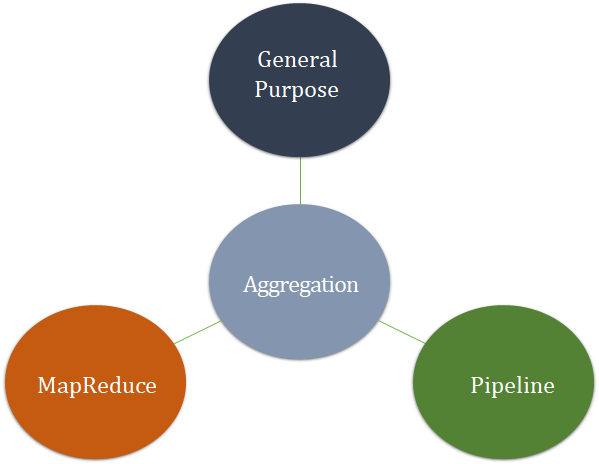 General
Purpose
Aggregation
MapReduce
Pipeline